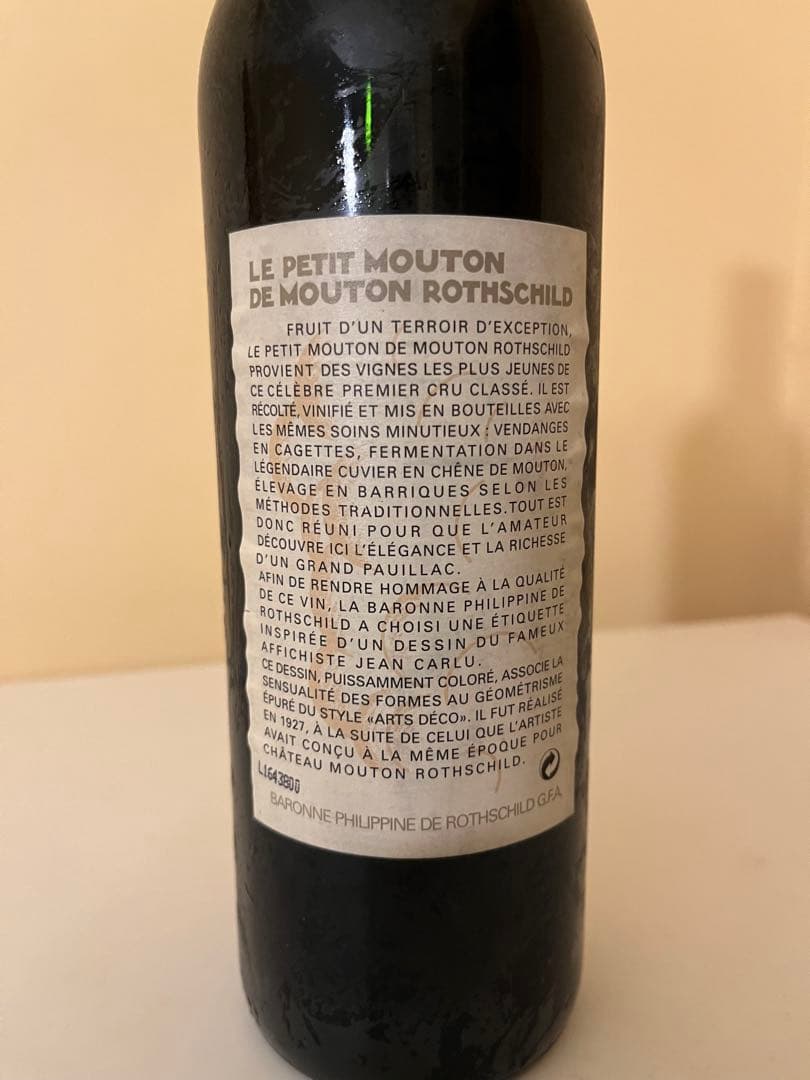 LE PETIT MOUTON
DE MOUTON ROTHSCHILD
FRUIT D'UN TERROIR D'EXCEPTION,
LE PETIT MOUTON DE MOUTON ROTHSCHILD
PROVIENT DES VIGNES LES PLUS JEUNES DE
CE CÉLÈBRE PREMIER CRU CLASSÉ. IL EST
RÉCOLTÉ, VINIFIÉ ET MIS EN BOUTEILLES AVEC
LES MÊMES SOINS MINUTIEUX : VENDANGES
EN CAGETTES, FERMENTATION DANS LE
LÉGENDAIRE CUVIER EN CHÊNE DE MOUTON,
ÉLEVAGE EN BARRIQUES SELON LES
MÉTHODES TRADITIONNELLES. TOUT EST
DONC RÉUNI POUR QUE L'AMATEUR
DÉCOUVRE ICI L'ÉLÉGANCE ET LA RICHESSE
D'UN GRAND PAUILLAC.
AFIN DE RENDRE HOMMAGE À LA QUALITÉ
DE CE VIN, LA BARONNE PHILIPPINE DE
ROTHSCHILD A CHOISI UNE ÉTIQUETTE
INSPIRÉE D'UN DESSIN DU FAMEUX
AFFICHISTE JEAN CARLU.
CE DESSIN, PUISSAMMENT COLORÉ, ASSOCIE LA
SENSUALITÉ DES FORMES AU GÉOMÉTRISME
ÉPURÉ DU STYLE «ARTS DÉCO». IL FUT RÉALISÉ
EN 1927, À LA SUITE DE CELUI QUE L'ARTISTE
AVAIT CONÇU À LA MÊME ÉPOQUE POUR
CHÂTEAU MOUTON ROTHSCHILD.
L1643800
BARONNE PHILIPPINE DE ROTHSCHILD G.F.A.